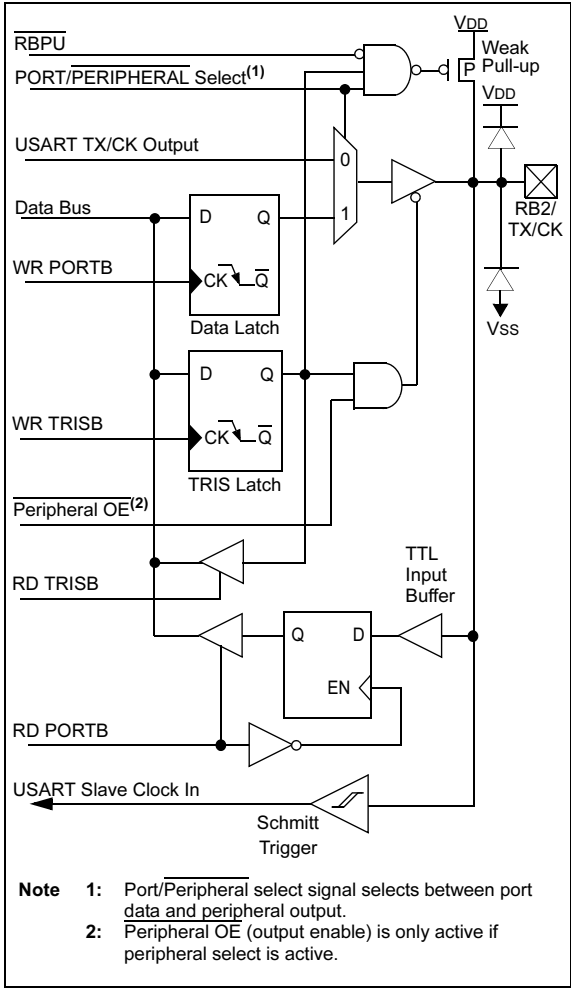 VDD
RBPU
Weak
Pull-up
P
PORT/PERIPHERAL Select(1)
VDD
USART TX/CK Output
0
Data Bus
D Q
1
RB2/
TX/CK
WR PORTB
CK Q
Data Latch
VSS
D Q
WR TRISB
CK Q
TRIS Latch
Peripheral OE(2)
TTL
Input
Buffer
RD TRISB
Q D
EN
RD PORTB
USART Slave Clock In
Schmitt
Trigger
Note 1: Port/Peripheral select signal selects between port
data and peripheral output.
2: Peripheral OE (output enable) is only active if
peripheral select is active.